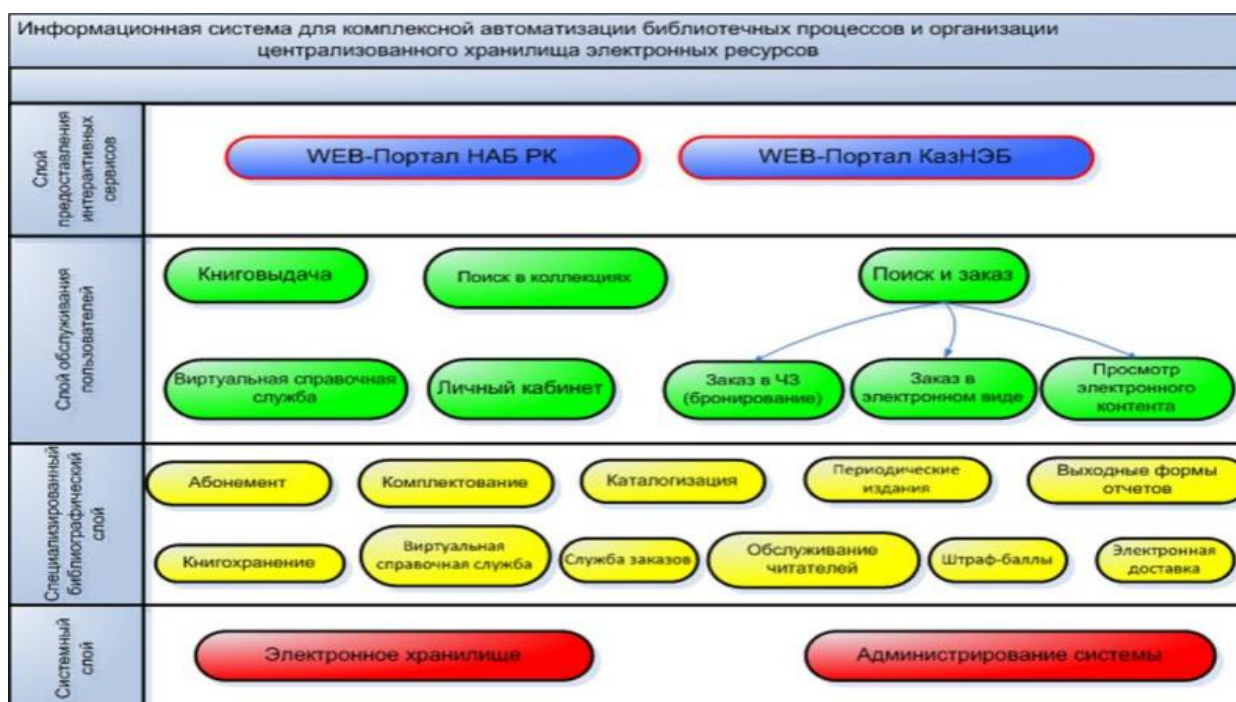 Информационная система для комплексной автоматизации библиотечных процессов и организации
централизованного хранилища электронных ресурсов
Слой
предоставления
интерактивных
сервисов
WEB-Портал НАБ РК
WEB-Портал КазНЭБ
Слой обслуживания
пользователей
Книговыдача
Поиск в коллекциях
Поиск и заказ
Виртуальная справочная
служба
Личный кабинет
Заказ в ЧЗ
(бронирование)
Заказ в
электронном виде
Просмотр
электронного
контента
Специализированный
библиографический
слой
Абонемент
Комплектование
Каталогизация
Периодические
издания
Выходные формы
отчетов
Книгохранение
Виртуальная
справочная служба
Служба заказов
Обслуживание
читателей
Штраф-баллы
Электронная
доставка
Системный
слой
Электронное хранилище
Администрирование системы